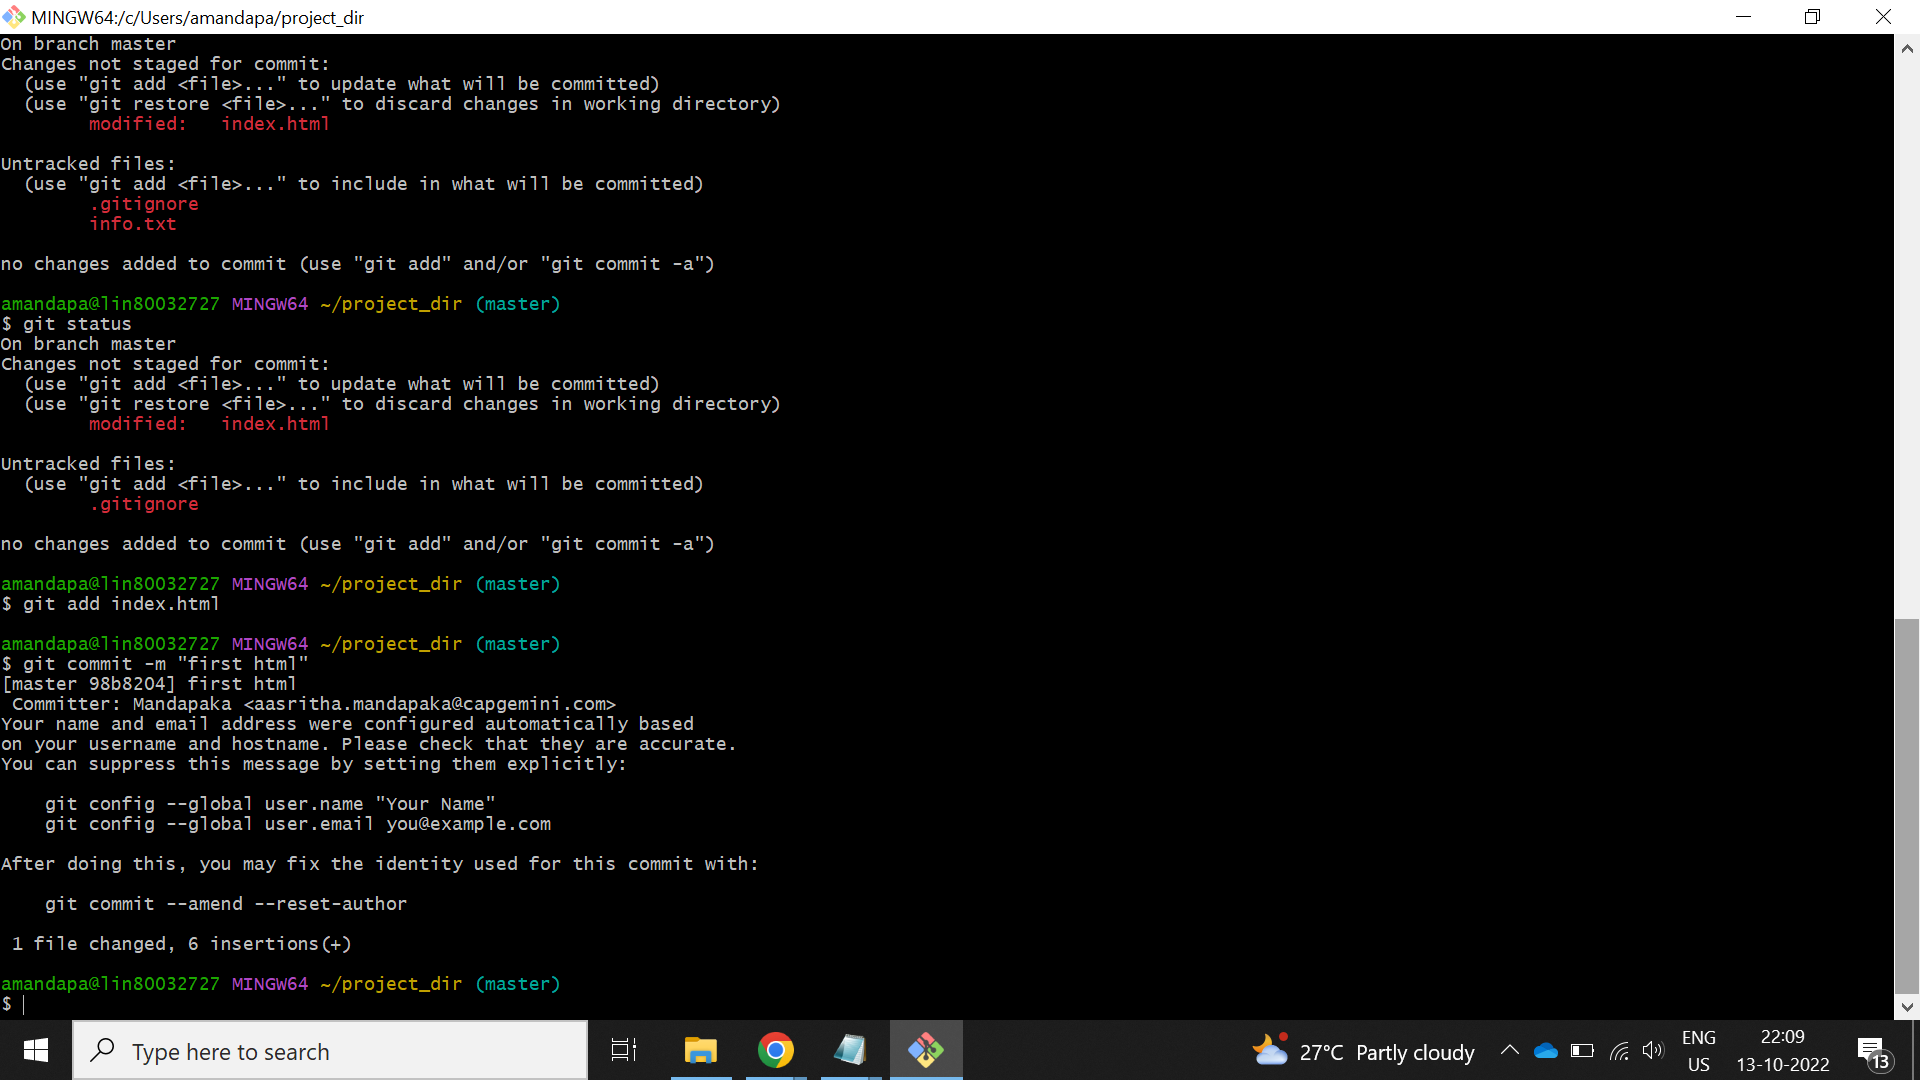 MINGW64:/c/Users/amandapa/project_dir
On branch master
Changes not staged for commit:
  (use "git add <file>..." to update what will be committed)
  (use "git restore <file>..." to discard changes in working directory)
        modified:   index.html

Untracked files:
  (use "git add <file>..." to include in what will be committed)
        .gitignore
        info.txt

no changes added to commit (use "git add" and/or "git commit -a")

amandapa@lin80032727 MINGW64 ~/project_dir (master)
$ git status
On branch master
Changes not staged for commit:
  (use "git add <file>..." to update what will be committed)
  (use "git restore <file>..." to discard changes in working directory)
        modified:   index.html

Untracked files:
  (use "git add <file>..." to include in what will be committed)
        .gitignore

no changes added to commit (use "git add" and/or "git commit -a")

amandapa@lin80032727 MINGW64 ~/project_dir (master)
$ git add index.html

amandapa@lin80032727 MINGW64 ~/project_dir (master)
$ git commit -m "first html"
[master 98b8204] first html
 Committer: Mandapaka <aasritha.mandapaka@capgemini.com>
Your name and email address were configured automatically based
on your username and hostname. Please check that they are accurate.
You can suppress this message by setting them explicitly:

    git config --global user.name "Your Name"
    git config --global user.email you@example.com

After doing this, you may fix the identity used for this commit with:

    git commit --amend --reset-author

 1 file changed, 6 insertions(+)

amandapa@lin80032727 MINGW64 ~/project_dir (master)
$
Type here to search
27°C Partly cloudy
ENG
US
22:09
13-10-2022
13